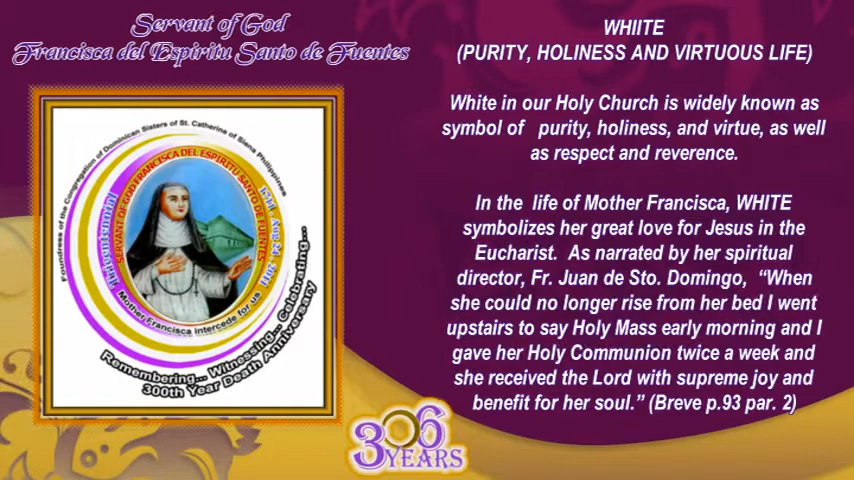 Servant of God
Francisca del Espiritu Santo de Fuentes
Foundress of the Congregation of Dominican Sisters of St. Catherine of Siena Philippines
SERVANT OF GOD FRANCISCA DEL ESPIRITU SANTO DE FUENTES
Tricentennial
Aug 24, 2011
Mother Francisca intercede for us
Remembering... Witnessing... Celebrating...
300th Year Death Anniversary
306
YEARS
WHIITE
(PURITY, HOLINESS AND VIRTUOUS LIFE)
White in our Holy Church is widely known as
symbol of purity, holiness, and virtue, as well
as respect and reverence.
In the life of Mother Francisca, WHITE
symbolizes her great love for Jesus in the
Eucharist. As narrated by her spiritual
director, Fr. Juan de Sto. Domingo, “When
she could no longer rise from her bed I went
upstairs to say Holy Mass early morning and I
gave her Holy Communion twice a week and
she received the Lord with supreme joy and
benefit for her soul.” (Breve p.93 par. 2)